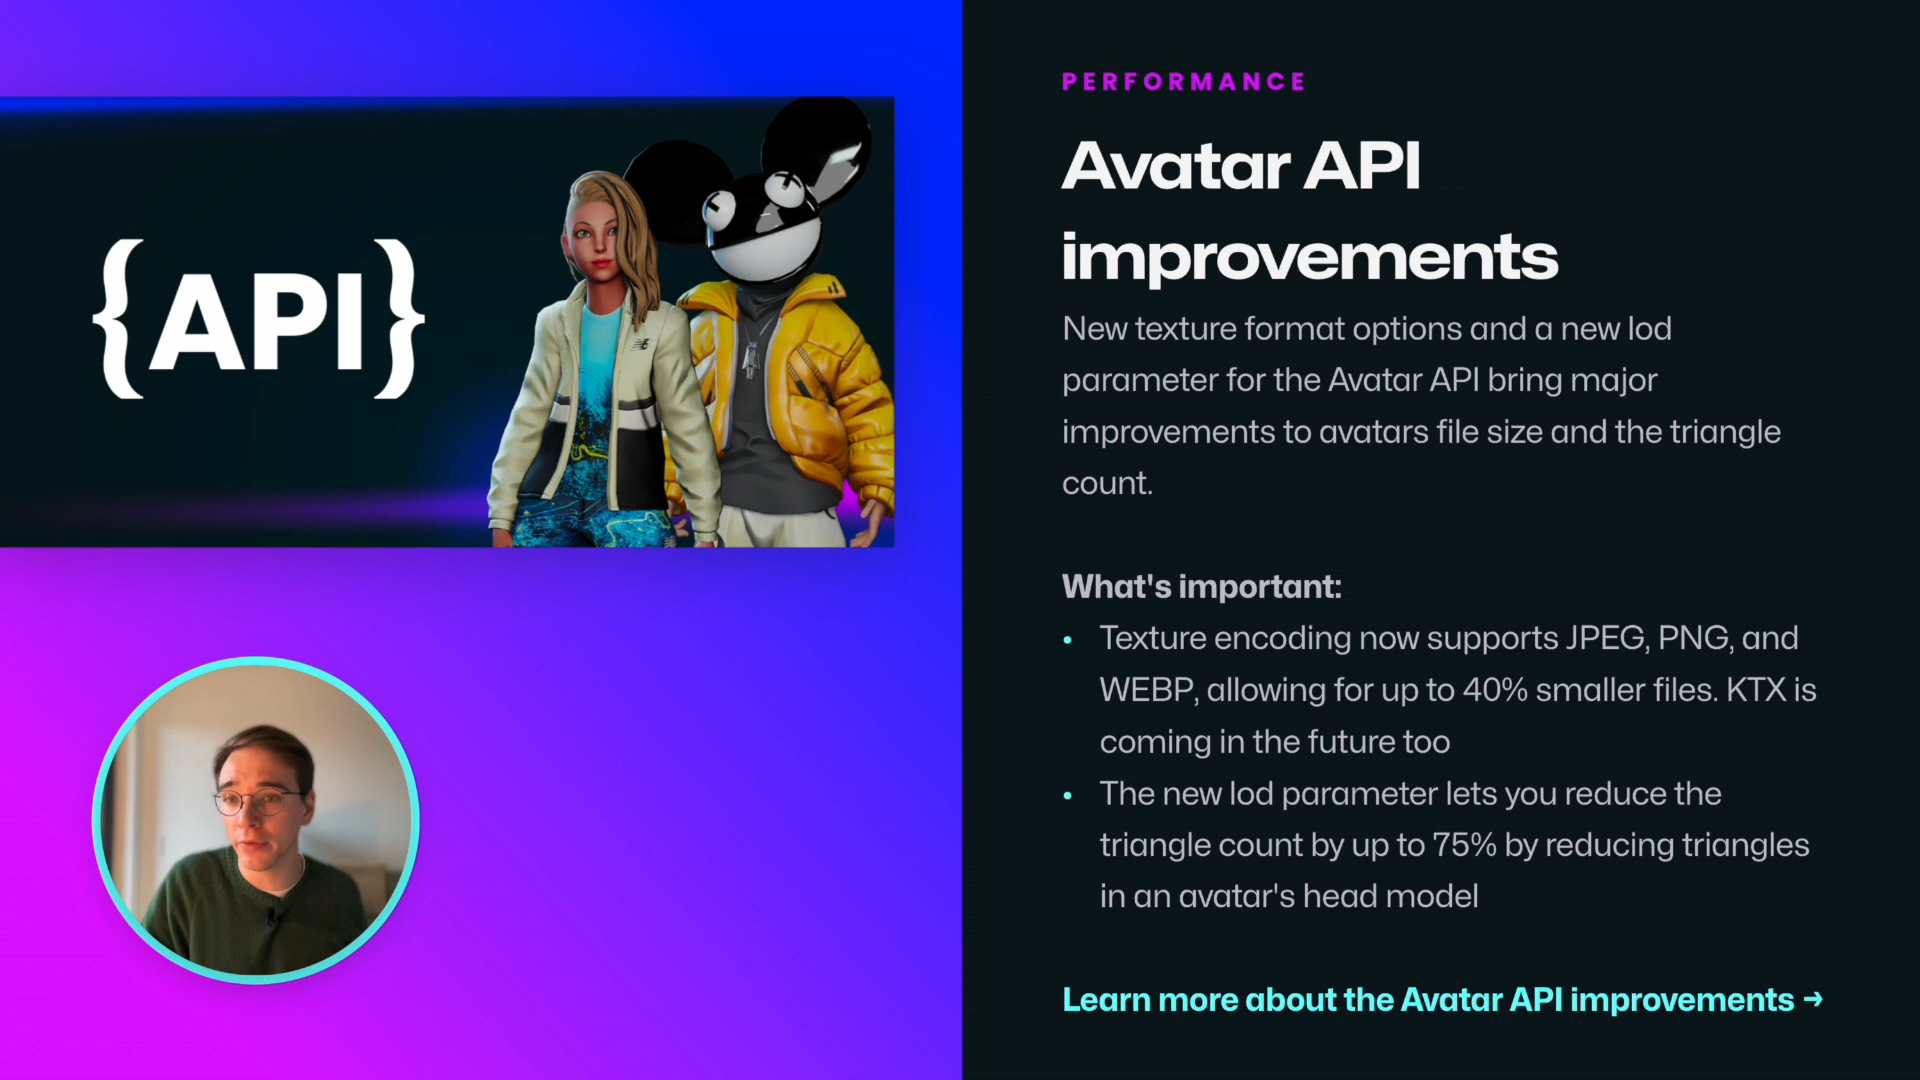 {API}
PERFORMANCE
Avatar API
improvements
New texture format options and a new lod
parameter for the Avatar API bring major
improvements to avatars file size and the triangle
count.
What's important:
• Texture encoding now supports JPEG, PNG, and
WEBP, allowing for up to 40% smaller files. KTX is
coming in the future too
• The new lod parameter lets you reduce the
triangle count by up to 75% by reducing triangles
in an avatar's head model
Learn more about the Avatar API improvements →